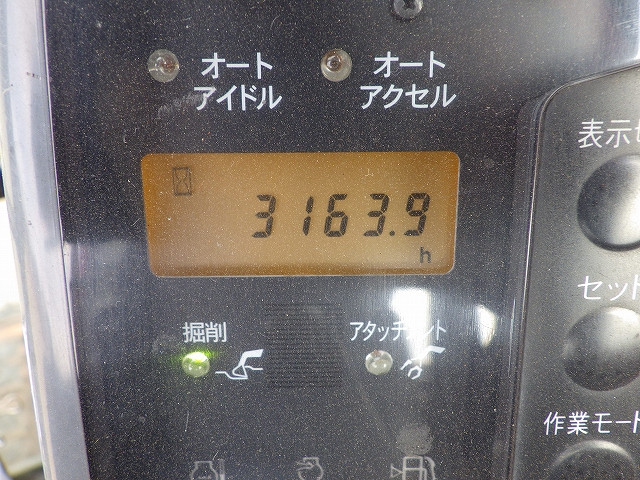 オート
アイドル
オート
アクセル
表示切
3163.9
h
セット
掘削
アタッチメント
作業モード